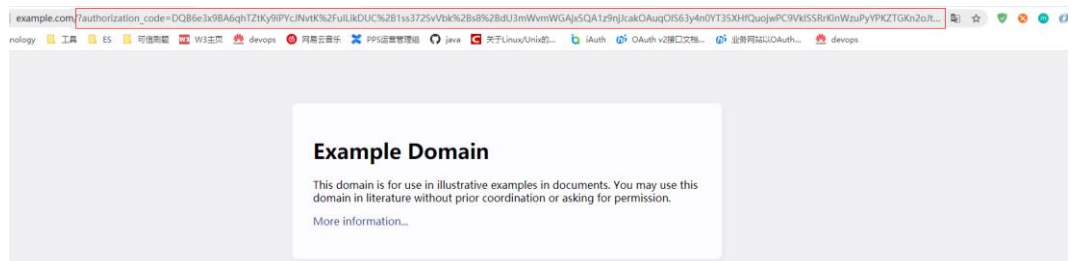 example.com/?authorization_code=DQB6e3x9BA6qhTZtKy9iPYcJNvtK%2FulLikDUC%2B1ss372SvVbk%2Bs8%2BdU3mWvmWGAjxSQA1z9njJcakOAuqOlS63y4n0YT3SXHfQuojwPC9VkISSRrKinWzuPyYPKZTGKn2oJt...
nology 工具 ES 可信刷题 W3主页 devops 网易云音乐 PPS运营管理组 java 关于Linux/Unix的... iAuth OAuth v2接口文档... 业务网站以OAuth... devops
Example Domain
This domain is for use in illustrative examples in documents. You may use this
domain in literature without prior coordination or asking for permission.
More information...